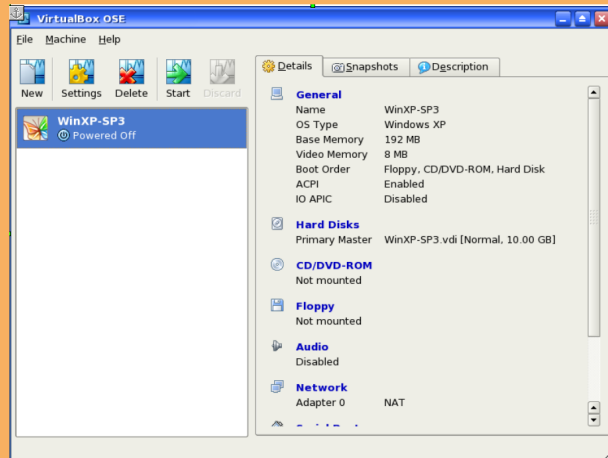 VirtualBox OSE
File Machine Help
New Settings Delete Start Discard
WinXP-SP3
Powered Off
Details Snapshots Description
General
Name WinXP-SP3
OS Type Windows XP
Base Memory 192 MB
Video Memory 8 MB
Boot Order Floppy, CD/DVD-ROM, Hard Disk
ACPI Enabled
IO APIC Disabled
Hard Disks
Primary Master WinXP-SP3.vdi [Normal, 10.00 GB]
CD/DVD-ROM
Not mounted
Floppy
Not mounted
Audio
Disabled
Network
Adapter 0 NAT